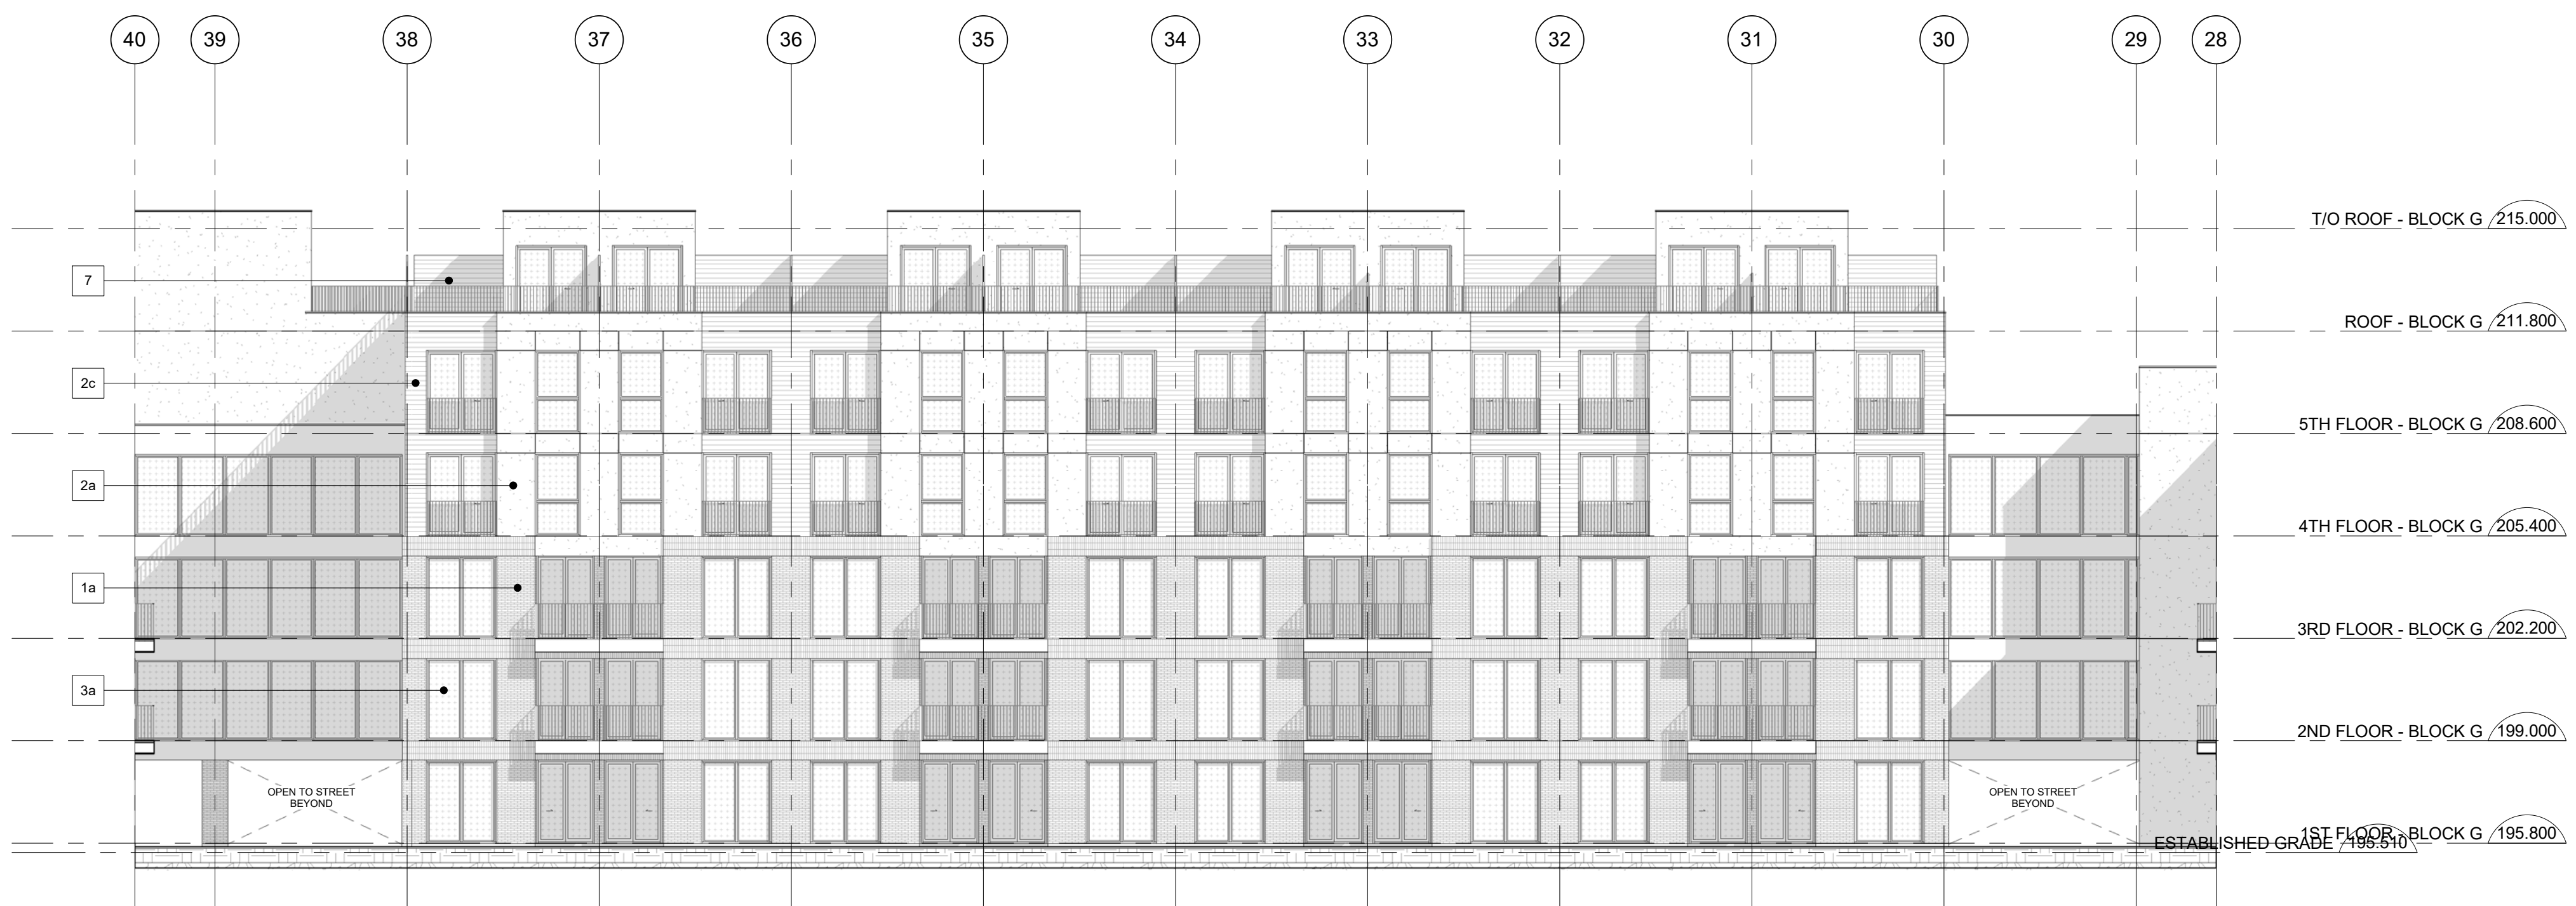 40 39 38 37 36 35 34 33 32 31 30 29 28
T/O ROOF - BLOCK G 215.000
7
ROOF - BLOCK G 211.800
2c
5TH FLOOR - BLOCK G 208.600
2a
4TH FLOOR - BLOCK G 205.400
1a
3RD FLOOR - BLOCK G 202.200
3a
2ND FLOOR - BLOCK G 199.000
OPEN TO STREET
BEYOND
OPEN TO STREET
BEYOND
1ST FLOOR - BLOCK G 195.800
ESTABLISHED GRADE 195.510